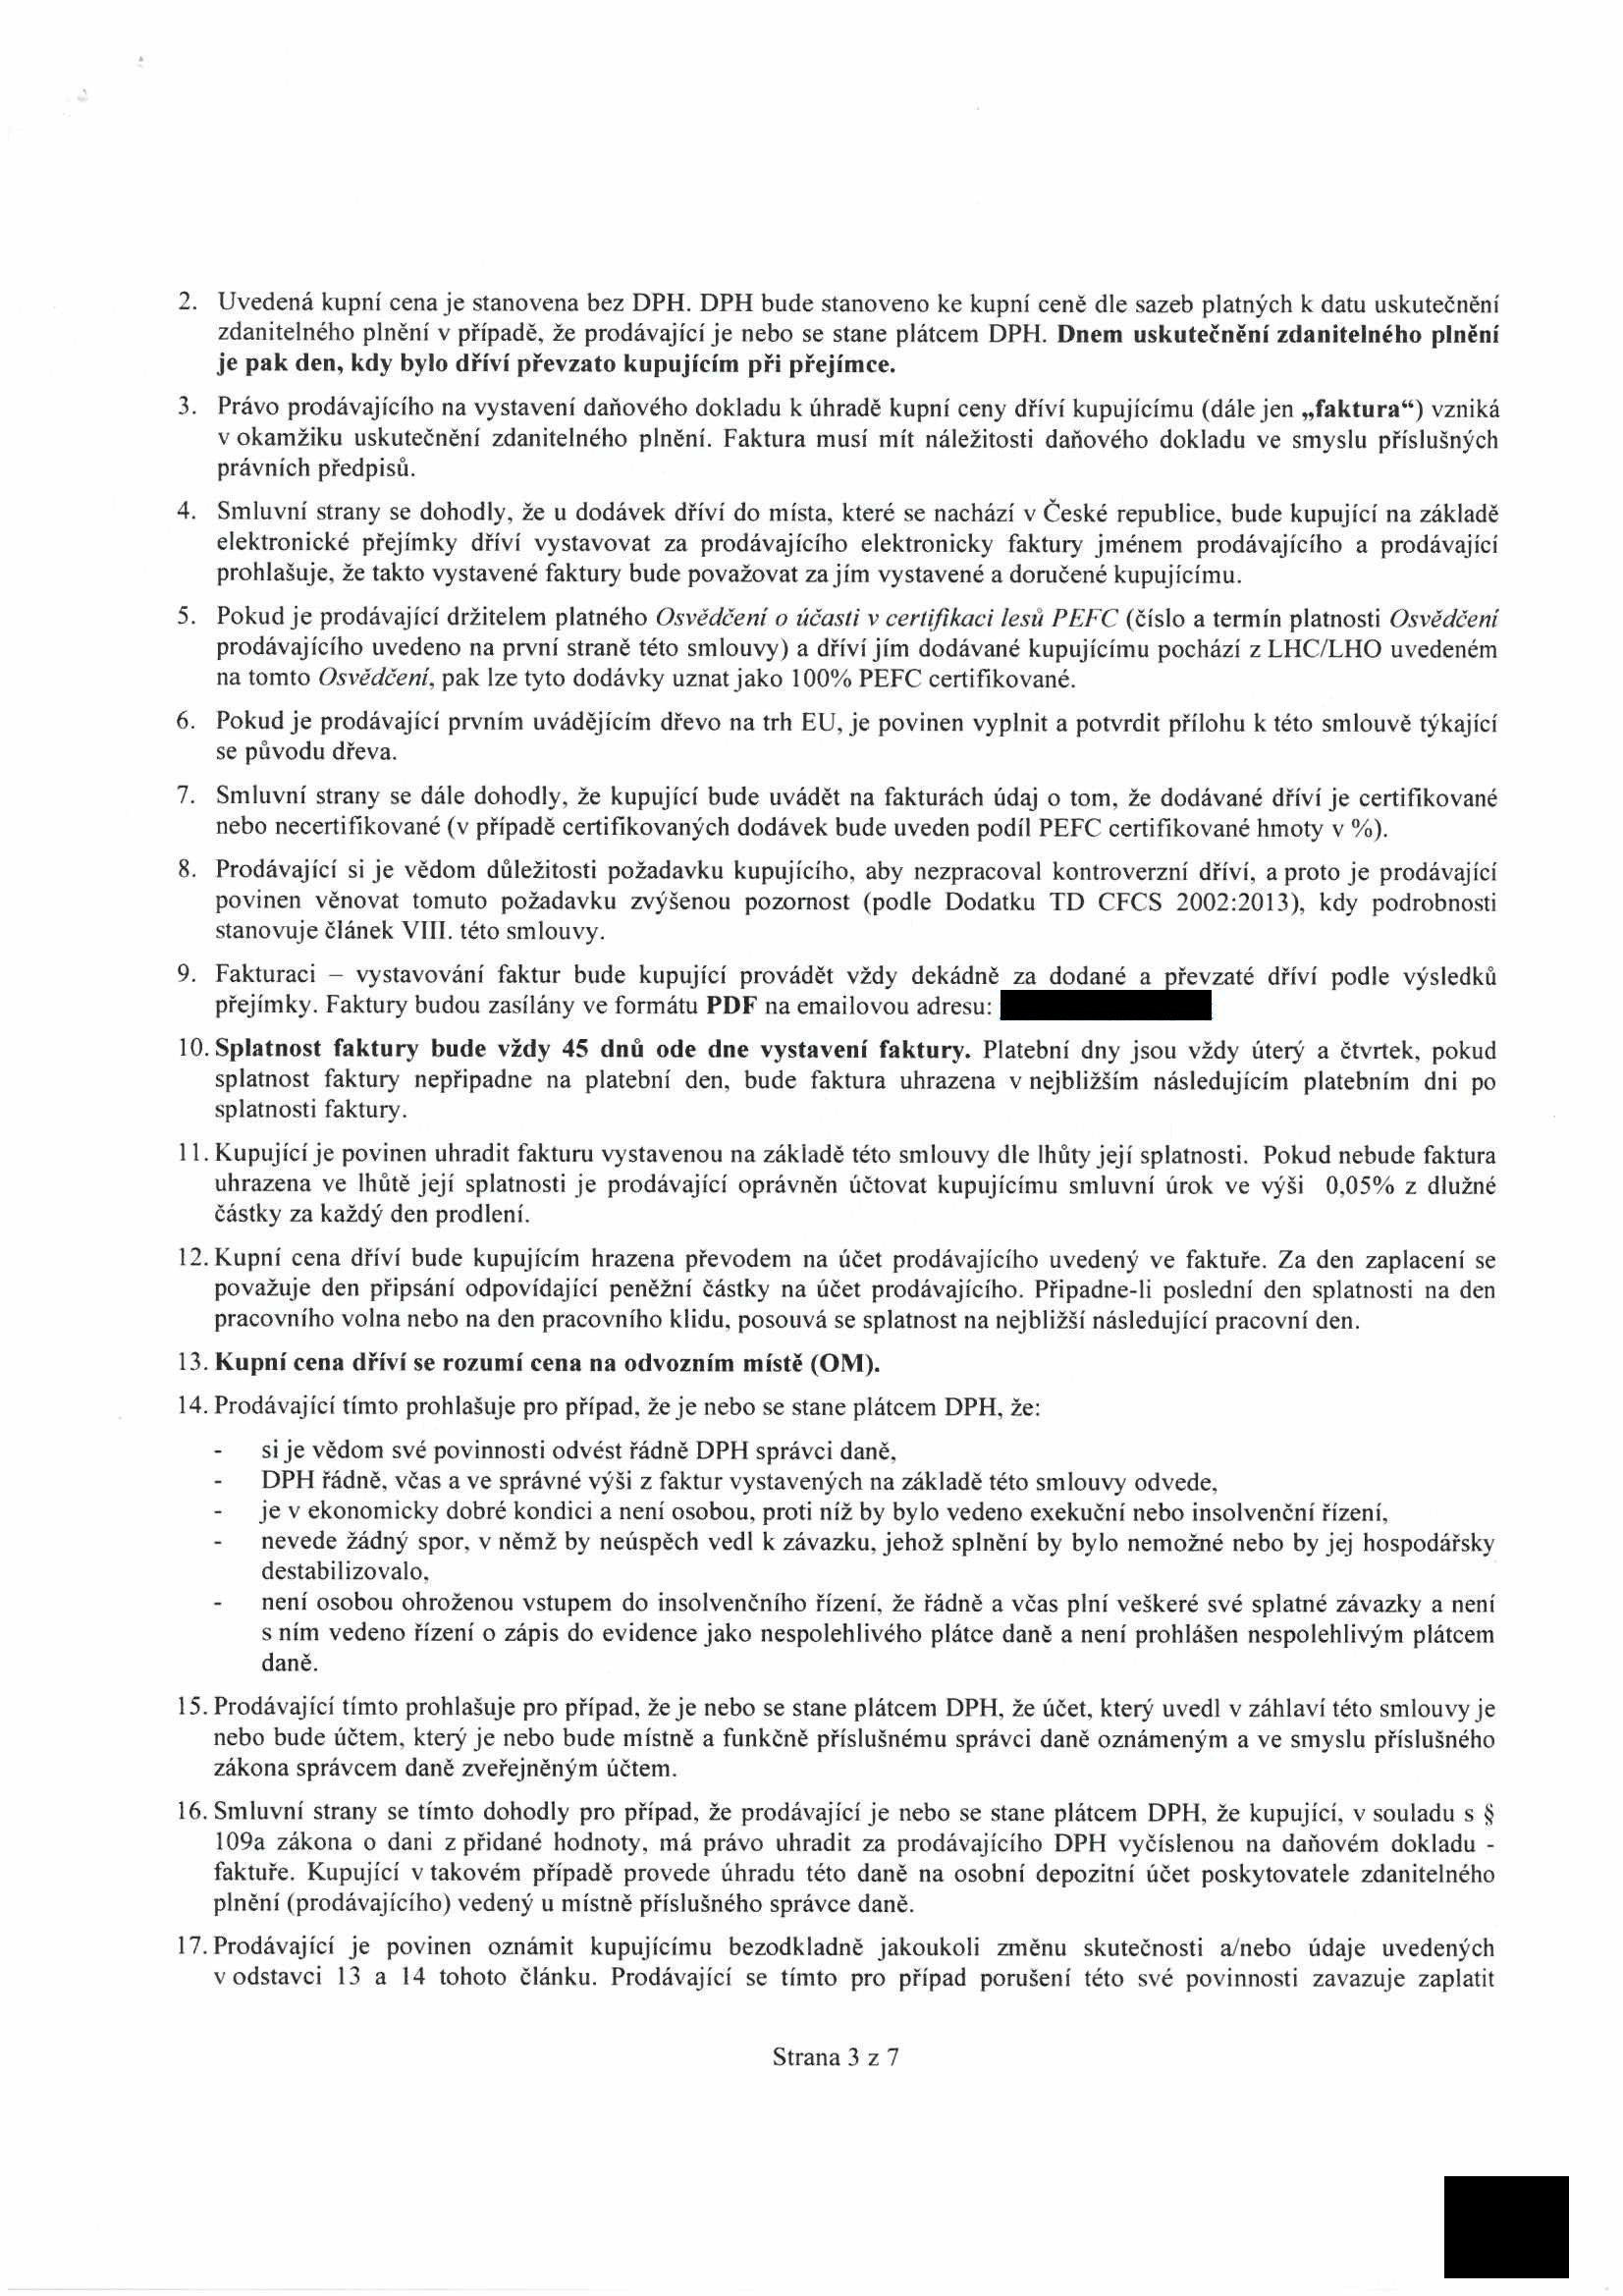 2. Uvedená kupní cena je stanovena bez DPH. DPH bude stanoveno ke kupní ceně dle sazeb platných k datu uskutečnění
zdanitelného plnění v případě, že prodávající je nebo se stane plátcem DPH. Dnem uskutečnění zdanitelného plnění
je pak den, kdy bylo dříví převzato kupujícím při přejímce.
3. Právo prodávajícího na vystavení daňového dokladu k úhradě kupní ceny dříví kupujícímu (dále jen „faktura“) vzniká
v okamžiku uskutečnění zdanitelného plnění. Faktura musí mít náležitosti daňového dokladu ve smyslu příslušných
právních předpisů.
4. Smluvní strany se dohodly, že u dodávek dříví do místa, které se nachází v České republice, bude kupující na základě
elektronické přejímky dříví vystavovat za prodávajícího elektronicky faktury jménem prodávajícího a prodávající
prohlašuje, že takto vystavené faktury bude považovat za jím vystavené a doručené kupujícímu.
5. Pokud je prodávající držitelem platného Osvědčení o účasti v certifikaci lesů PEFC (číslo a termín platnosti Osvědčení
prodávajícího uvedeno na první straně této smlouvy) a dříví jím dodávané kupujícímu pochází z LHC/LHO uvedeném
na tomto Osvědčení, pak lze tyto dodávky uznat jako 100% PEFC certifikované.
6. Pokud je prodávající prvním uvádějícím dřevo na trh EU, je povinen vyplnit a potvrdit přílohu k této smlouvě týkající
se původu dřeva.
7. Smluvní strany se dále dohodly, že kupující bude uvádět na fakturách údaj o tom, že dodávané dříví je certifikované
nebo necertifikované (v případě certifikovaných dodávek bude uveden podíl PEFC certifikované hmoty v %).
8. Prodávající si je vědom důležitosti požadavku kupujícího, aby nezpracoval kontroverzní dříví, a proto je prodávající
povinen věnovat tomuto požadavku zvýšenou pozornost (podle Dodatku TD CFCS 2002:2013), kdy podrobnosti
stanovuje článek VIII. této smlouvy.
9. Fakturaci – vystavování faktur bude kupující provádět vždy dekádně za dodané a převzaté dříví podle výsledků
přejímky. Faktury budou zasílány ve formátu PDF na emailovou adresu:
10. Splatnost faktury bude vždy 45 dnů ode dne vystavení faktury. Platební dny jsou vždy úterý a čtvrtek, pokud
splatnost faktury nepřipadne na platební den, bude faktura uhrazena v nejbližším následujícím platebním dni po
splatnosti faktury.
11. Kupující je povinen uhradit fakturu vystavenou na základě této smlouvy dle lhůty její splatnosti. Pokud nebude faktura
uhrazena ve lhůtě její splatnosti je prodávající oprávněn účtovat kupujícímu smluvní úrok ve výši 0,05% z dlužné
částky za každý den prodlení.
12. Kupní cena dříví bude kupujícím hrazena převodem na účet prodávajícího uvedený ve faktuře. Za den zaplacení se
považuje den připsání odpovídající peněžní částky na účet prodávajícího. Připadne-li poslední den splatnosti na den
pracovního volna nebo na den pracovního klidu, posouvá se splatnost na nejbližší následující pracovní den.
13. Kupní cena dříví se rozumí cena na odvozním místě (OM).
14. Prodávající tímto prohlašuje pro případ, že je nebo se stane plátcem DPH, že:
- si je vědom své povinnosti odvést řádně DPH správci daně,
- DPH řádně, včas a ve správné výši z faktur vystavených na základě této smlouvy odvede,
- je v ekonomicky dobré kondici a není osobou, proti níž by bylo vedeno exekuční nebo insolvenční řízení,
- nevede žádný spor, v němž by neúspěch vedl k závazku, jehož splnění by bylo nemožné nebo by jej hospodářsky
destabilizovalo,
- není osobou ohroženou vstupem do insolvenčního řízení, že řádně a včas plní veškeré své splatné závazky a není
s ním vedeno řízení o zápis do evidence jako nespolehlivého plátce daně a není prohlášen nespolehlivým plátcem
daně.
15. Prodávající tímto prohlašuje pro případ, že je nebo se stane plátcem DPH, že účet, který uvedl v záhlaví této smlouvy je
nebo bude účtem, který je nebo bude místně a funkčně příslušnému správci daně oznámeným a ve smyslu příslušného
zákona správcem daně zveřejněným účtem.
16. Smluvní strany se tímto dohodly pro případ, že prodávající je nebo se stane plátcem DPH, že kupující, v souladu s §
109a zákona o dani z přidané hodnoty, má právo uhradit za prodávajícího DPH vyčíslenou na daňovém dokladu -
faktuře. Kupující v takovém případě provede úhradu této daně na osobní depozitní účet poskytovatele zdanitelného
plnění (prodávajícího) vedený u místně příslušného správce daně.
17. Prodávající je povinen oznámit kupujícímu bezodkladně jakoukoli změnu skutečnosti a/nebo údaje uvedených
v odstavci 13 a 14 tohoto článku. Prodávající se tímto pro případ porušení této své povinnosti zavazuje zaplatit
Strana 3 z 7